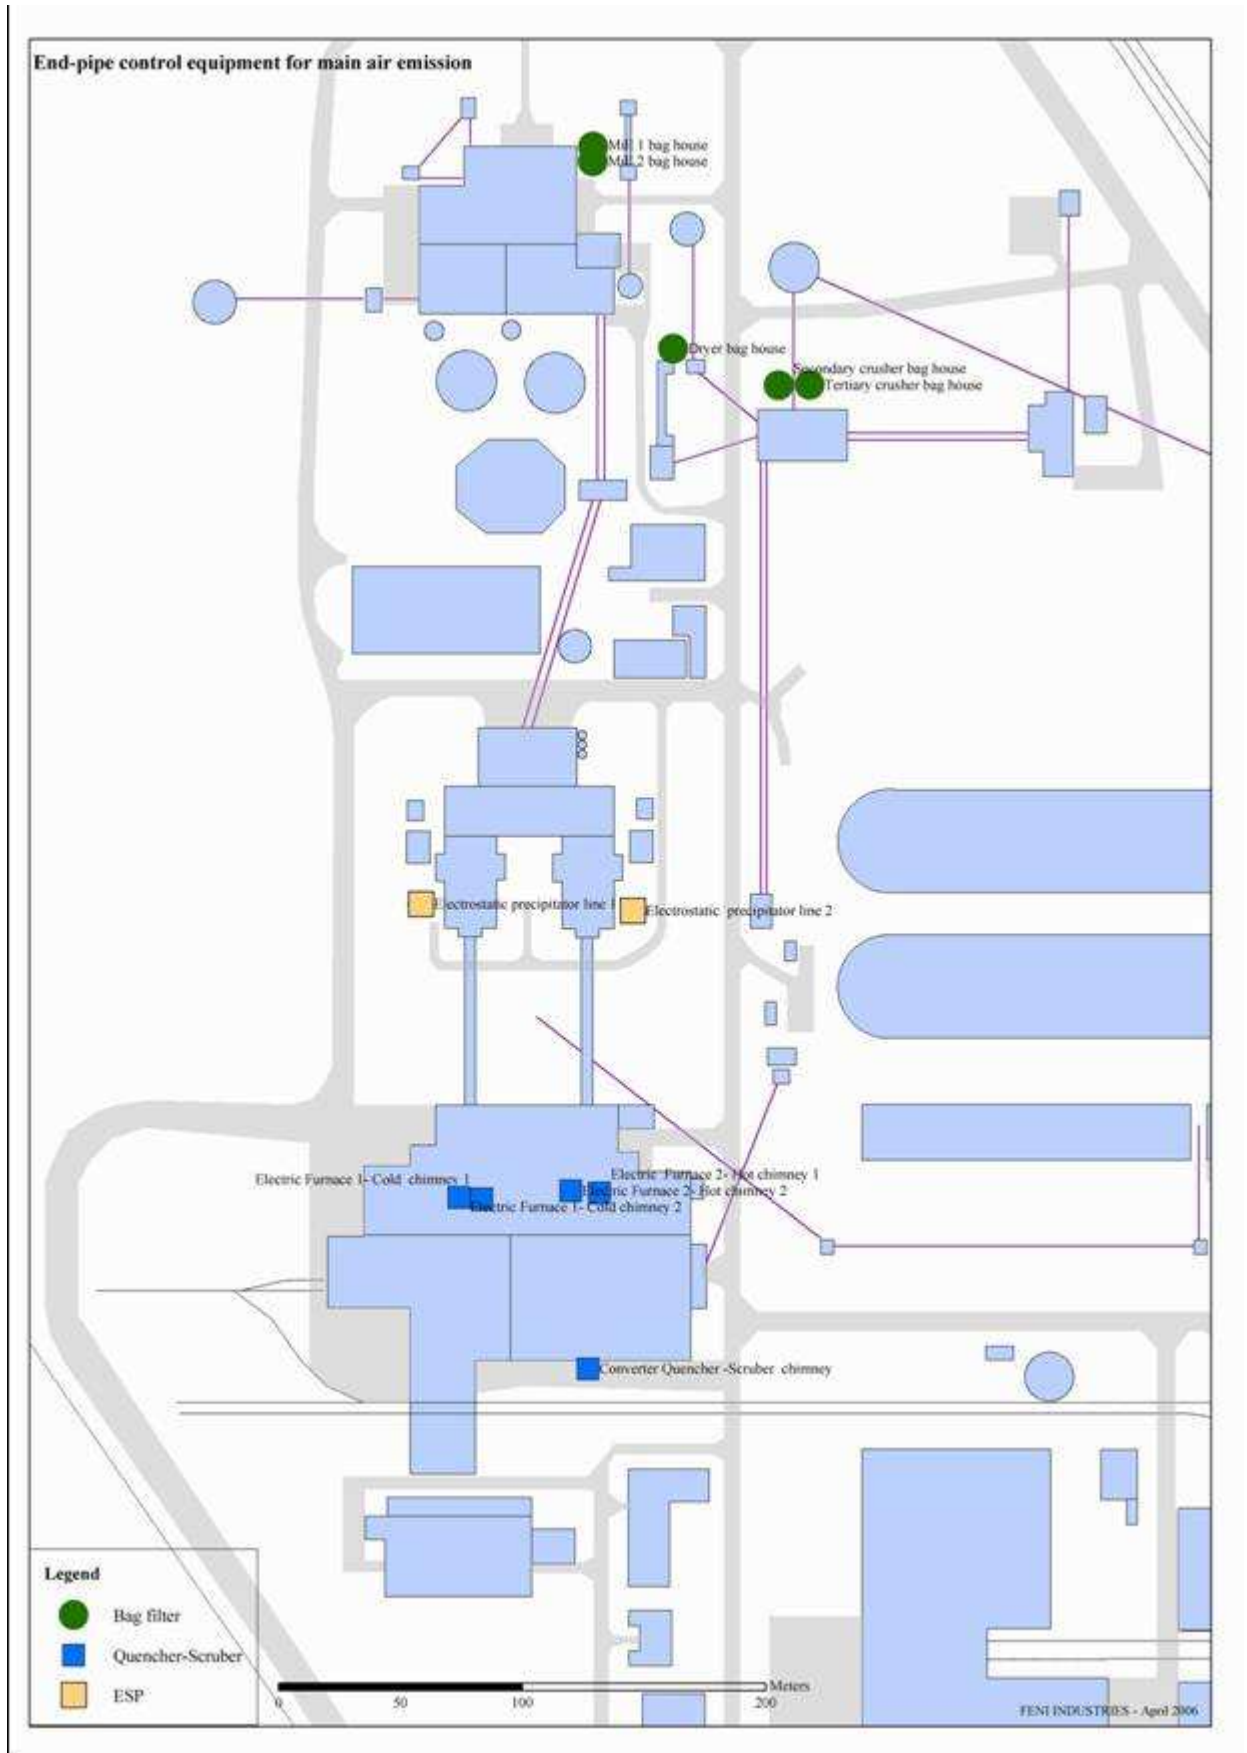 End-pipe control equipment for main air emission
Mill 1 bag house
Mill 2 bag house
Dryer bag house
Secondary crusher bag house
Tertiary crusher bag house
Electrostatic precipitator line 1
Electrostatic precipitator line 2
Electric Furnace 1- Cold chimney 1
Electric Furnace 2- Hot chimney 1
Electric Furnace 2- Hot chimney 2
Electric Furnace 1- Cold chimney 2
Converter Quencher -Scruber chimney
Legend
Bag filter
Quencher-Scruber
ESP
Meters
0 50 100 200
FENI INDUSTRIES - April 2006